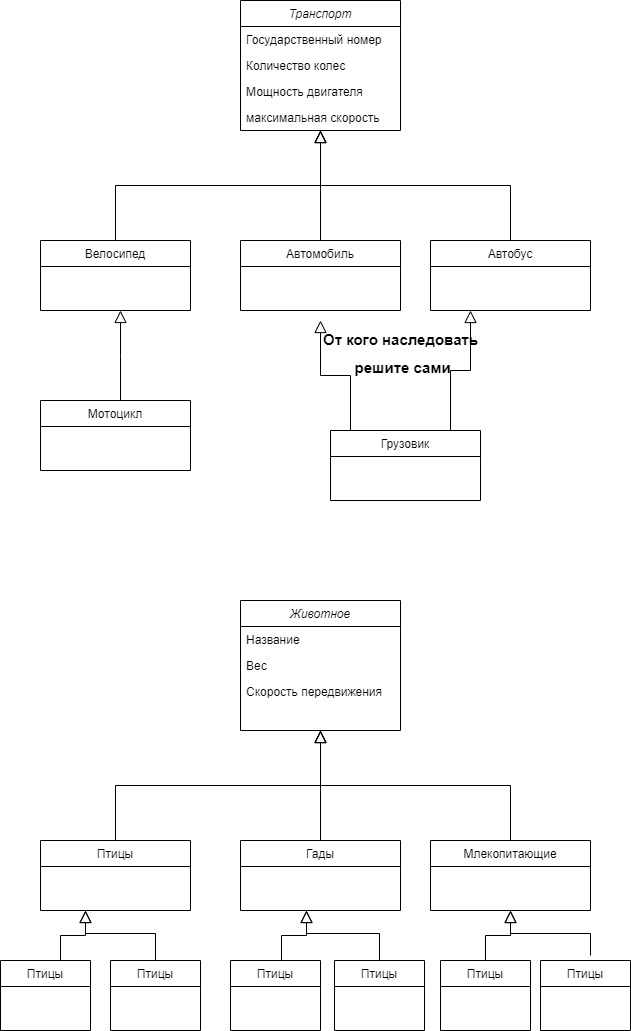 Транспорт
Государственный номер
Количество колес
Мощность двигателя
максимальная скорость
Велосипед
Автомобиль
Автобус
От кого наследовать
решите сами
Мотоцикл
Грузовик
Животное
Название
Вес
Скорость передвижения
Птицы
Гады
Млекопитающие
Птицы
Птицы
Птицы
Птицы
Птицы
Птицы